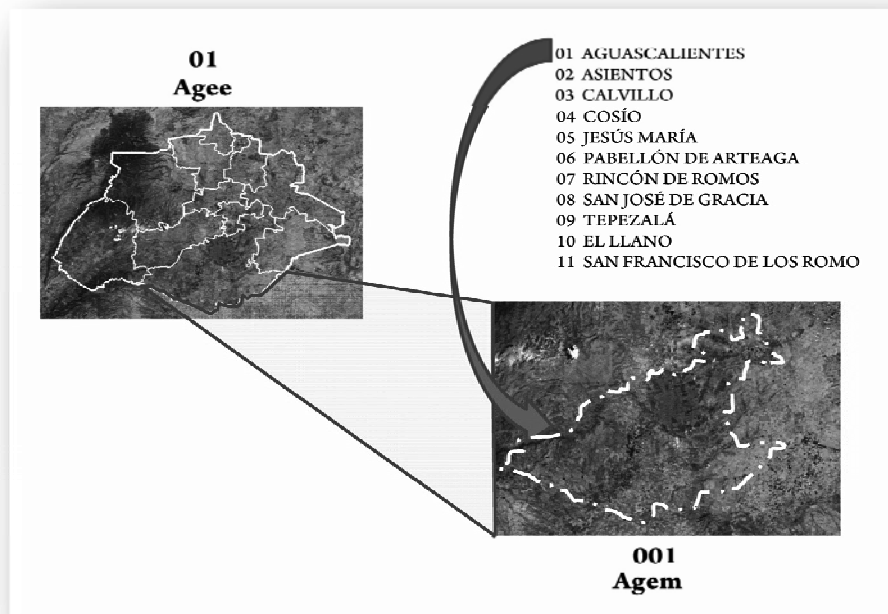 01
Agee
01 AGUASCALIENTES
02 ASIENTOS
03 CALVILLO
04 COSÍO
05 JESÚS MARÍA
06 PABELLÓN DE ARTEAGA
07 RINCÓN DE ROMOS
08 SAN JOSÉ DE GRACIA
09 TEPEZALÁ
10 EL LLANO
11 SAN FRANCISCO DE LOS ROMO
001
Agem